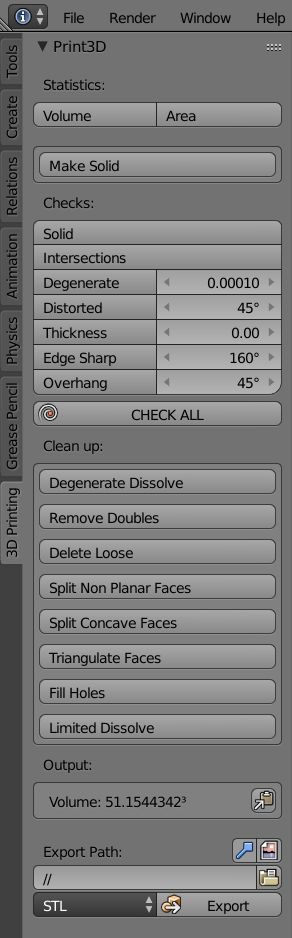 File Render Window Help
Print3D
Tools
Create
Relations
Animation
Physics
Grease Pencil
3D Printing
Statistics:
Volume Area
Make Solid
Checks:
Solid
Intersections
Degenerate 0.00010
Distorted 45°
Thickness 0.00
Edge Sharp 160°
Overhang 45°
CHECK ALL
Clean up:
Degenerate Dissolve
Remove Doubles
Delete Loose
Split Non Planar Faces
Split Concave Faces
Triangulate Faces
Fill Holes
Limited Dissolve
Output:
Volume: 51.1544342³
Export Path:
//
STL Export